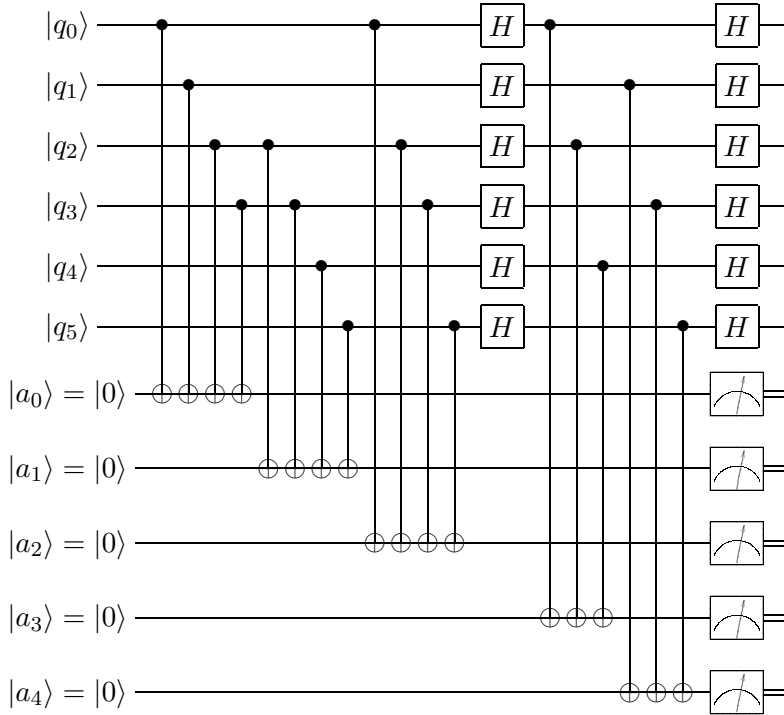 |q₀⟩ H H
|q₁⟩ H H
|q₂⟩ H H
|q₃⟩ H H
|q₄⟩ H H
|q₅⟩ H H
|a₀⟩ = |0⟩
|a₁⟩ = |0⟩
|a₂⟩ = |0⟩
|a₃⟩ = |0⟩
|a₄⟩ = |0⟩